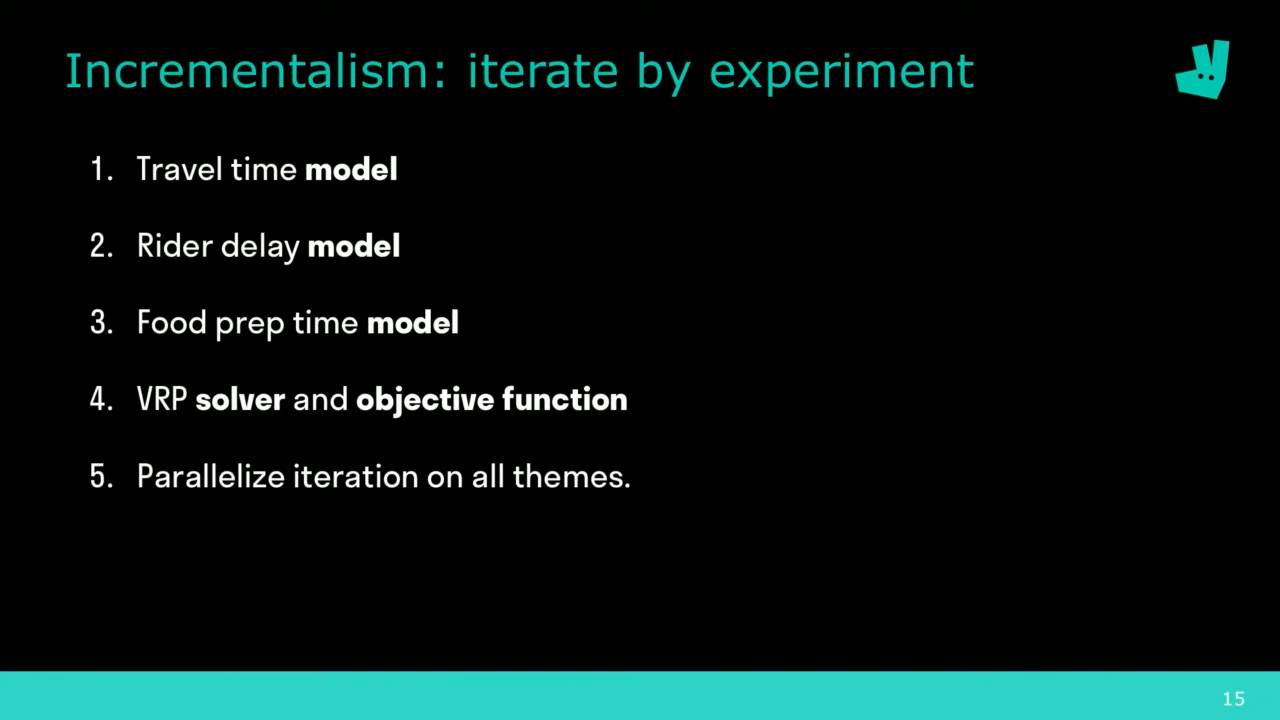 Incrementalism: iterate by experiment
1. Travel time model
2. Rider delay model
3. Food prep time model
4. VRP solver and objective function
5. Parallelize iteration on all themes.
15